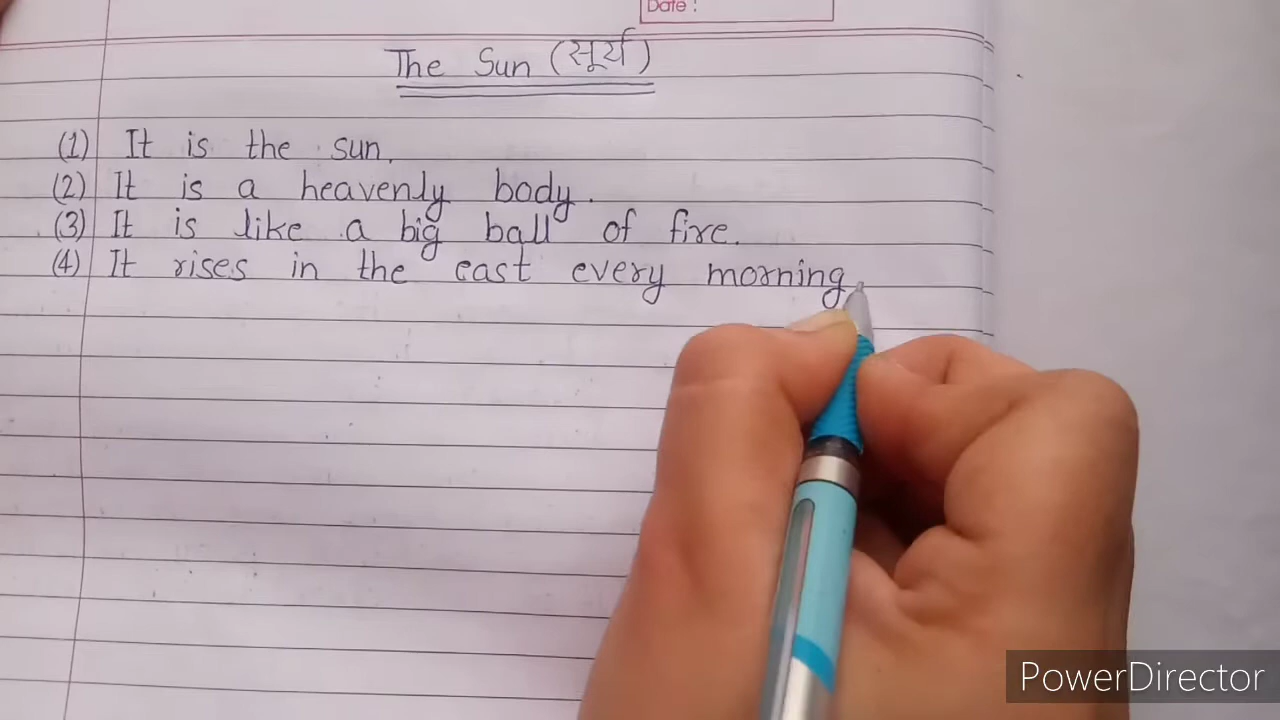 Date :
The Sun (सूर्य)
(1) It is the sun.
(2) It is a heavenly body.
(3) It is like a big ball of fire.
(4) It rises in the east every morning
PowerDirector